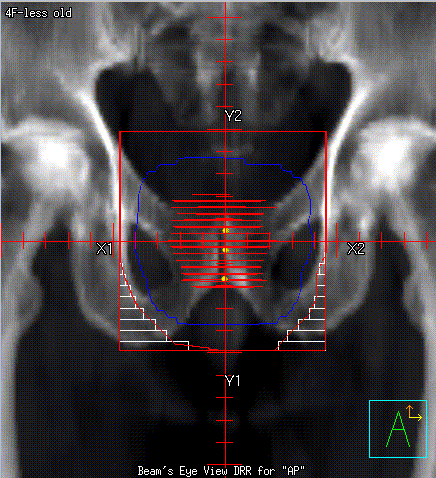 4F-less old
Y2
X1 X2
Y1
A
Beam's Eye View DRR for "AP"